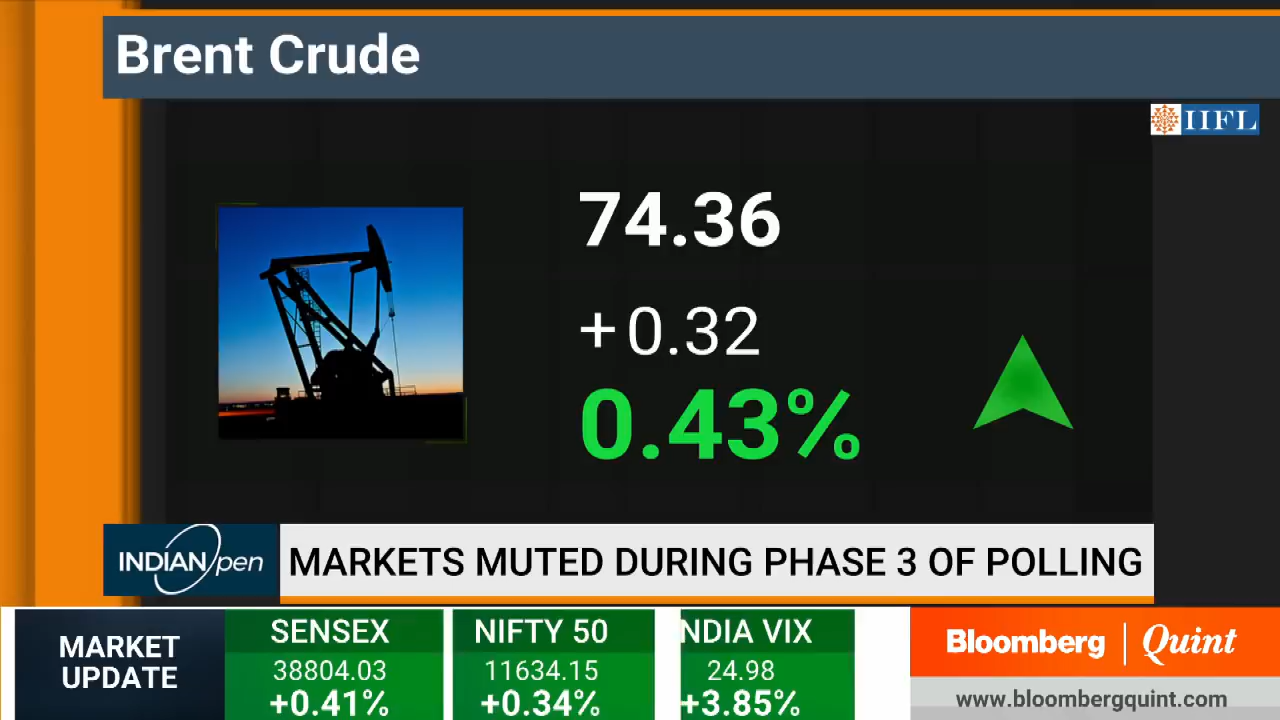 Brent Crude
IIFL
74.36
+0.32
0.43%
INDIAN Open
MARKETS MUTED DURING PHASE 3 OF POLLING
MARKET
UPDATE
SENSEX
38804.03
+0.41%
NIFTY 50
11634.15
+0.34%
NDIA VIX
24.98
+3.85%
Bloomberg | Quint
www.bloombergquint.com